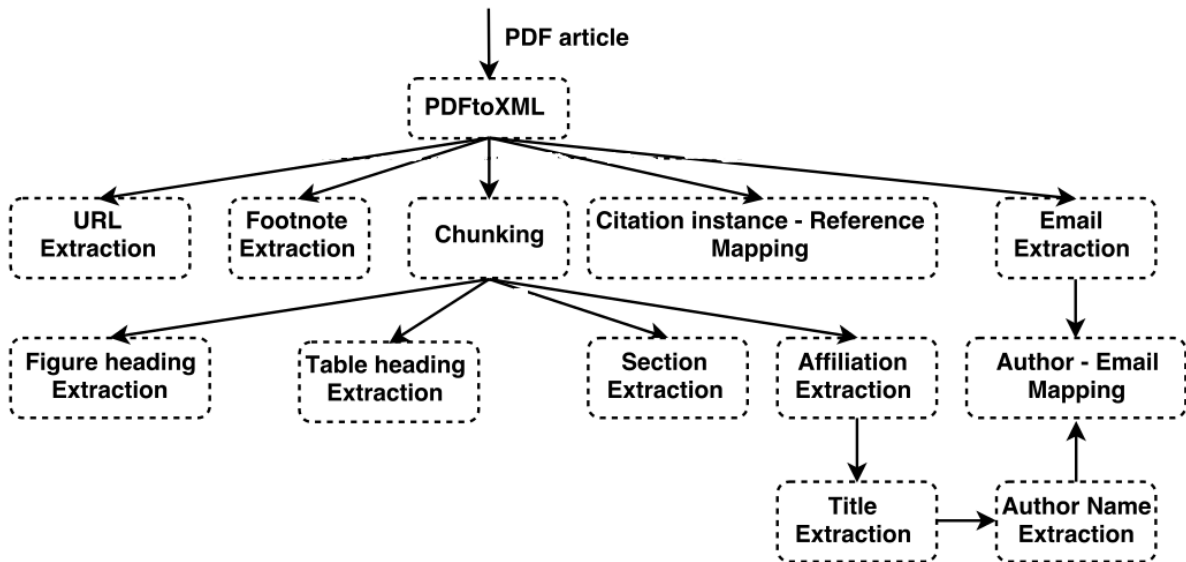 PDF article
PDFtoXML
URL
Extraction
Footnote
Extraction
Chunking
Citation instance - Reference
Mapping
Email
Extraction
Figure heading
Extraction
Table heading
Extraction
Section
Extraction
Affiliation
Extraction
Author - Email
Mapping
Title
Extraction
Author Name
Extraction